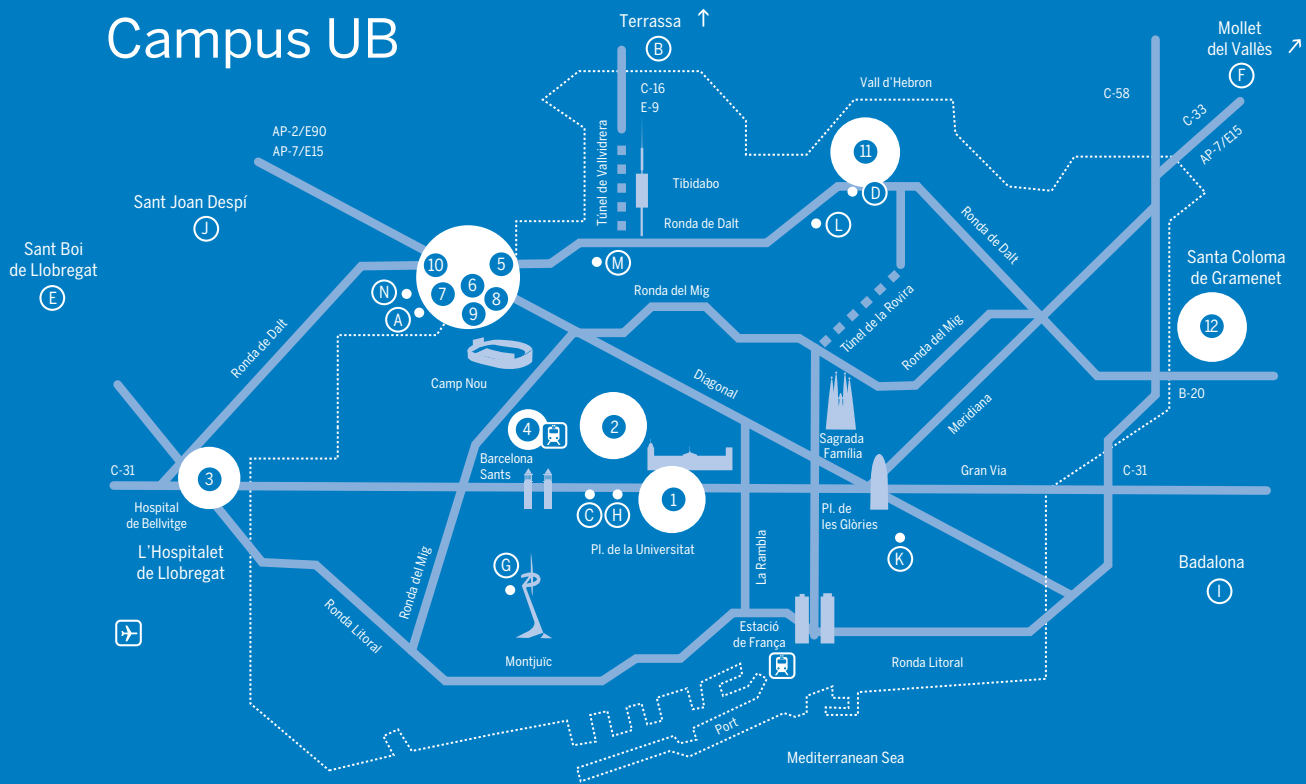 Campus UB
Terrassa ↑
B
Mollet
del Vallès ↗
F
C-16
E-9
Vall d'Hebron
C-58
C-33
AP-7/E15
AP-2/E90
AP-7/E15
11
Túnel de Vallvidrera
Tibidabo
D
Sant Joan Despí
J
Ronda de Dalt
L
Ronda de Dalt
Sant Boi
de Llobregat
E
Santa Coloma
de Gramenet
12
10
5
6
7
8
9
M
N
A
Ronda del Mig
Túnel de la Rovira
Ronda del Mig
Ronda de Dalt
Camp Nou
Diagonal
B-20
Meridiana
4
2
Barcelona
Sants
Sagrada
Família
C-31
3
Gran Via
C-31
Hospital
de Bellvitge
C
H
1
Pl. de
les Glòries
L'Hospitalet
de Llobregat
Pl. de la Universitat
K
La Rambla
G
Ronda del Mig
Badalona
I
Ronda Litoral
Estació
de França
Montjuïc
Ronda Litoral
Port
Mediterranean Sea